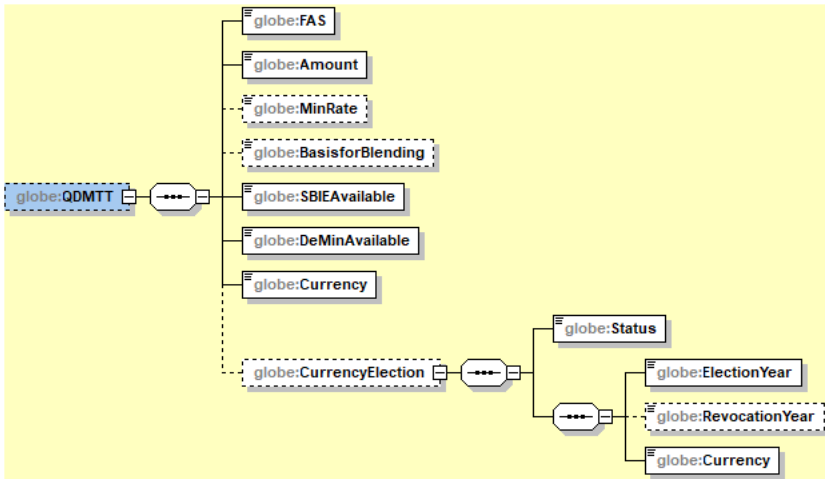 globe:FAS
globe:Amount
globe:MinRate
globe:BasisforBlending
globe:QDMTT
globe:SBIEAvailable
globe:DeMinAvailable
globe:Currency
globe:Status
globe:CurrencyElection
globe:ElectionYear
globe:RevocationYear
globe:Currency